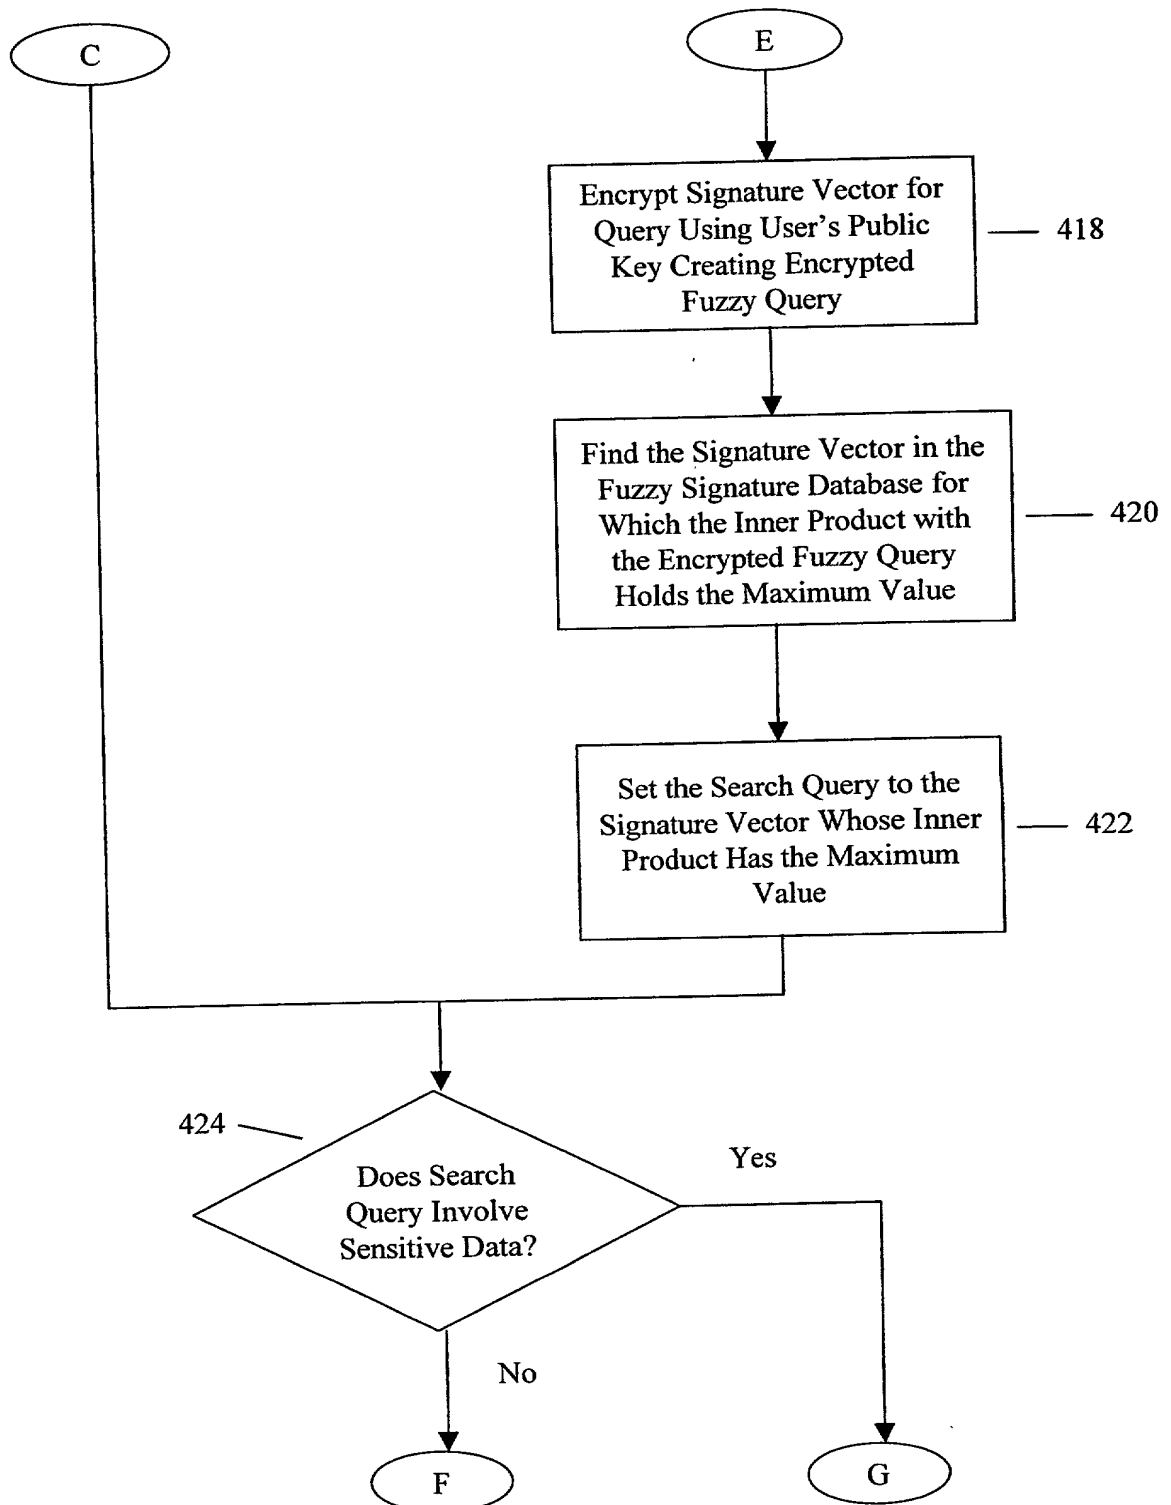 C
E
Encrypt Signature Vector for
Query Using User's Public
Key Creating Encrypted
Fuzzy Query
418
Find the Signature Vector in the
Fuzzy Signature Database for
Which the Inner Product with
the Encrypted Fuzzy Query
Holds the Maximum Value
420
Set the Search Query to the
Signature Vector Whose Inner
Product Has the Maximum
Value
422
424
Does Search
Query Involve
Sensitive Data?
Yes
No
F
G